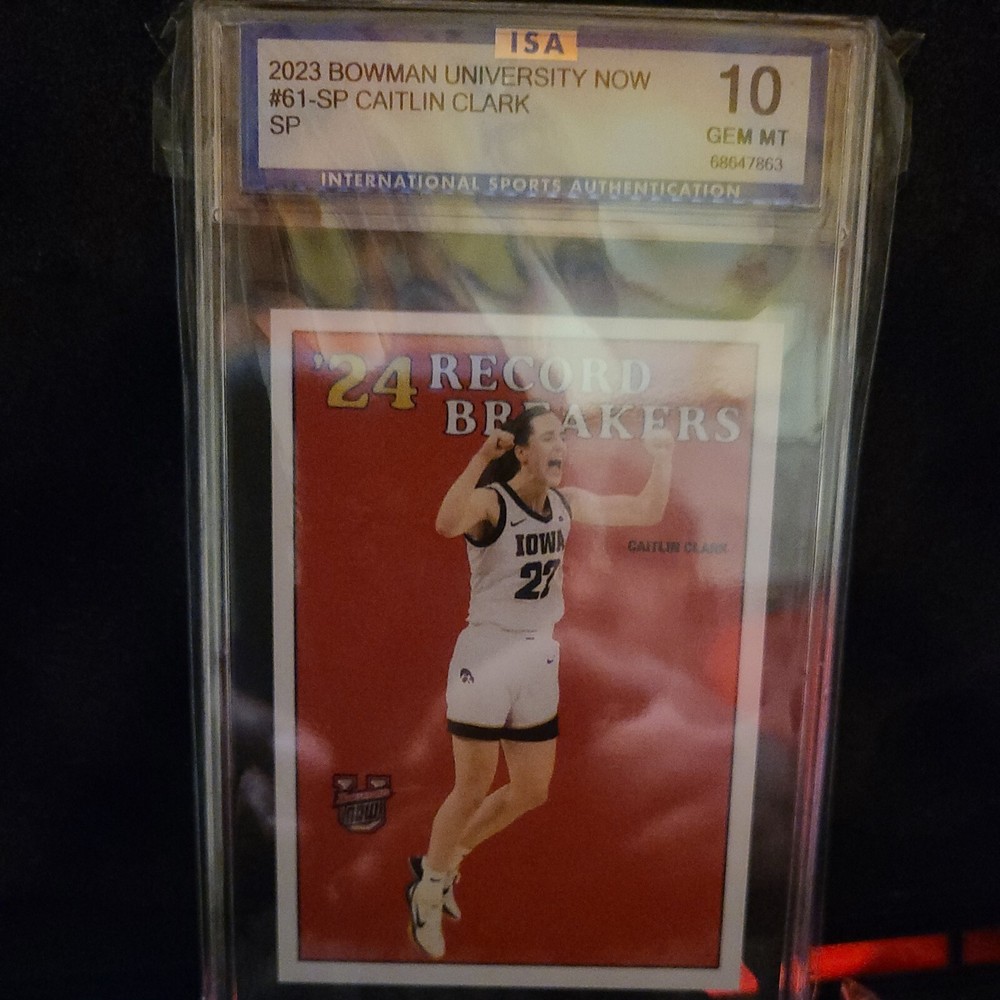 ISA
2023 BOWMAN UNIVERSITY NOW
#61-SP CAITLIN CLARK
SP
10
GEM MT
68647863
INTERNATIONAL SPORTS AUTHENTICATION
'24 RECORD
BREAKERS
CAITLIN CLARK
IOWA
22
U
NOW